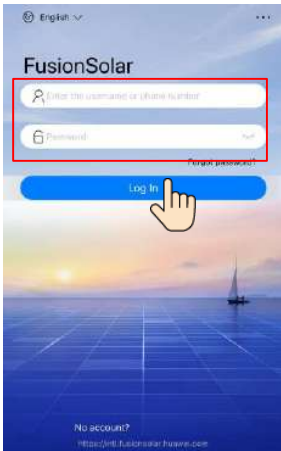 English
FusionSolar
Enter the username or phone number
Password
Forgot password?
Log In
No account?
https://intl.fusionsolar.huawei.com